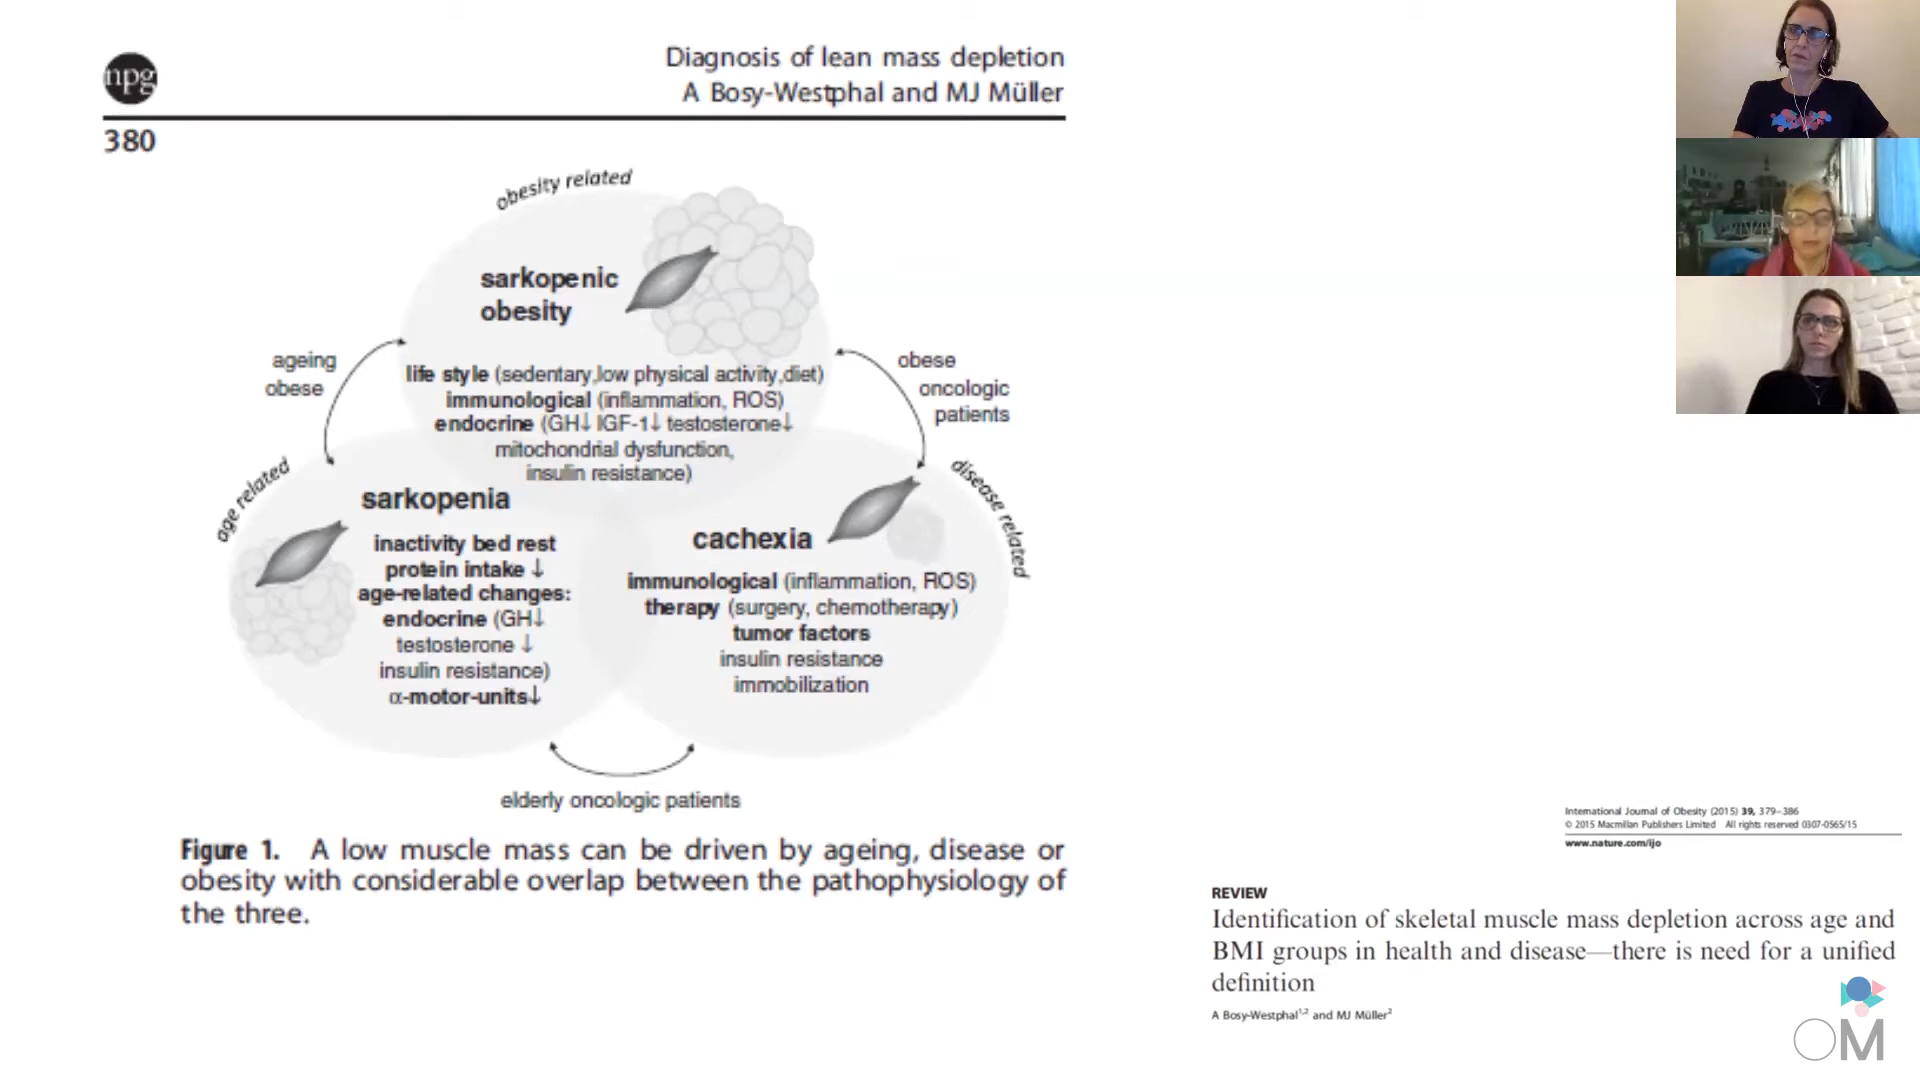 npg
Diagnosis of lean mass depletion
A Bosy-Westphal and MJ Müller
380
obesity related
sarkopenic
obesity
ageing
obese
obese
oncologic
patients
life style (sedentary,low physical activity,diet)
immunological (inflammation, ROS)
endocrine (GH↓ IGF-1↓ testosterone↓
mitochondrial dysfunction,
insulin resistance)
age related
sarkopenia
inactivity bed rest
protein intake ↓
age-related changes:
endocrine (GH↓
testosterone ↓
insulin resistance)
α-motor-units↓
disease related
cachexia
immunological (inflammation, ROS)
therapy (surgery, chemotherapy)
tumor factors
insulin resistance
immobilization
elderly oncologic patients
Figure 1. A low muscle mass can be driven by ageing, disease or
obesity with considerable overlap between the pathophysiology of
the three.
International Journal of Obesity (2015) 39, 379–386
© 2015 Macmillan Publishers Limited All rights reserved 0307-0565/15
www.nature.com/ijo
REVIEW
Identification of skeletal muscle mass depletion across age and
BMI groups in health and disease—there is need for a unified
definition
A Bosy-Westphal1,2 and MJ Müller2
OM